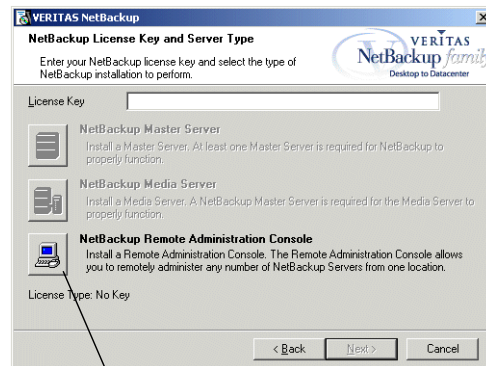 VERITAS NetBackup
NetBackup License Key and Server Type
Enter your NetBackup license key and select the type of
NetBackup installation to perform.
VERITAS
NetBackup family
Desktop to Datacenter
License Key
NetBackup Master Server
Install a Master Server. At least one Master Server is required for NetBackup to
properly function.
NetBackup Media Server
Install a Media Server. A NetBackup Master Server is required for the Media Server to
properly function.
NetBackup Remote Administration Console
Install a Remote Administration Console. The Remote Administration Console allows
you to remotely administer any number of NetBackup Servers from one location.
License Type: No Key
< Back
Next >
Cancel